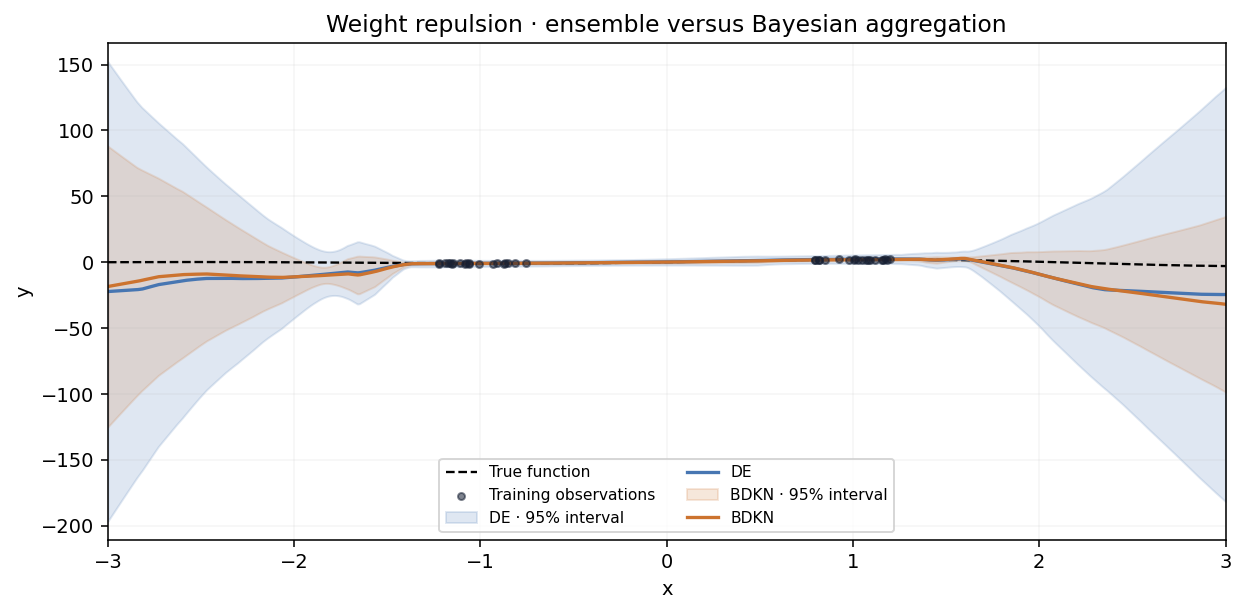 Weight repulsion · ensemble versus Bayesian aggregation
150
100
50
0
−50
−100
−150
−200
y
−3
−2
−1
0
1
2
3
x
True function
Training observations
DE · 95% interval
DE
BDKN · 95% interval
BDKN